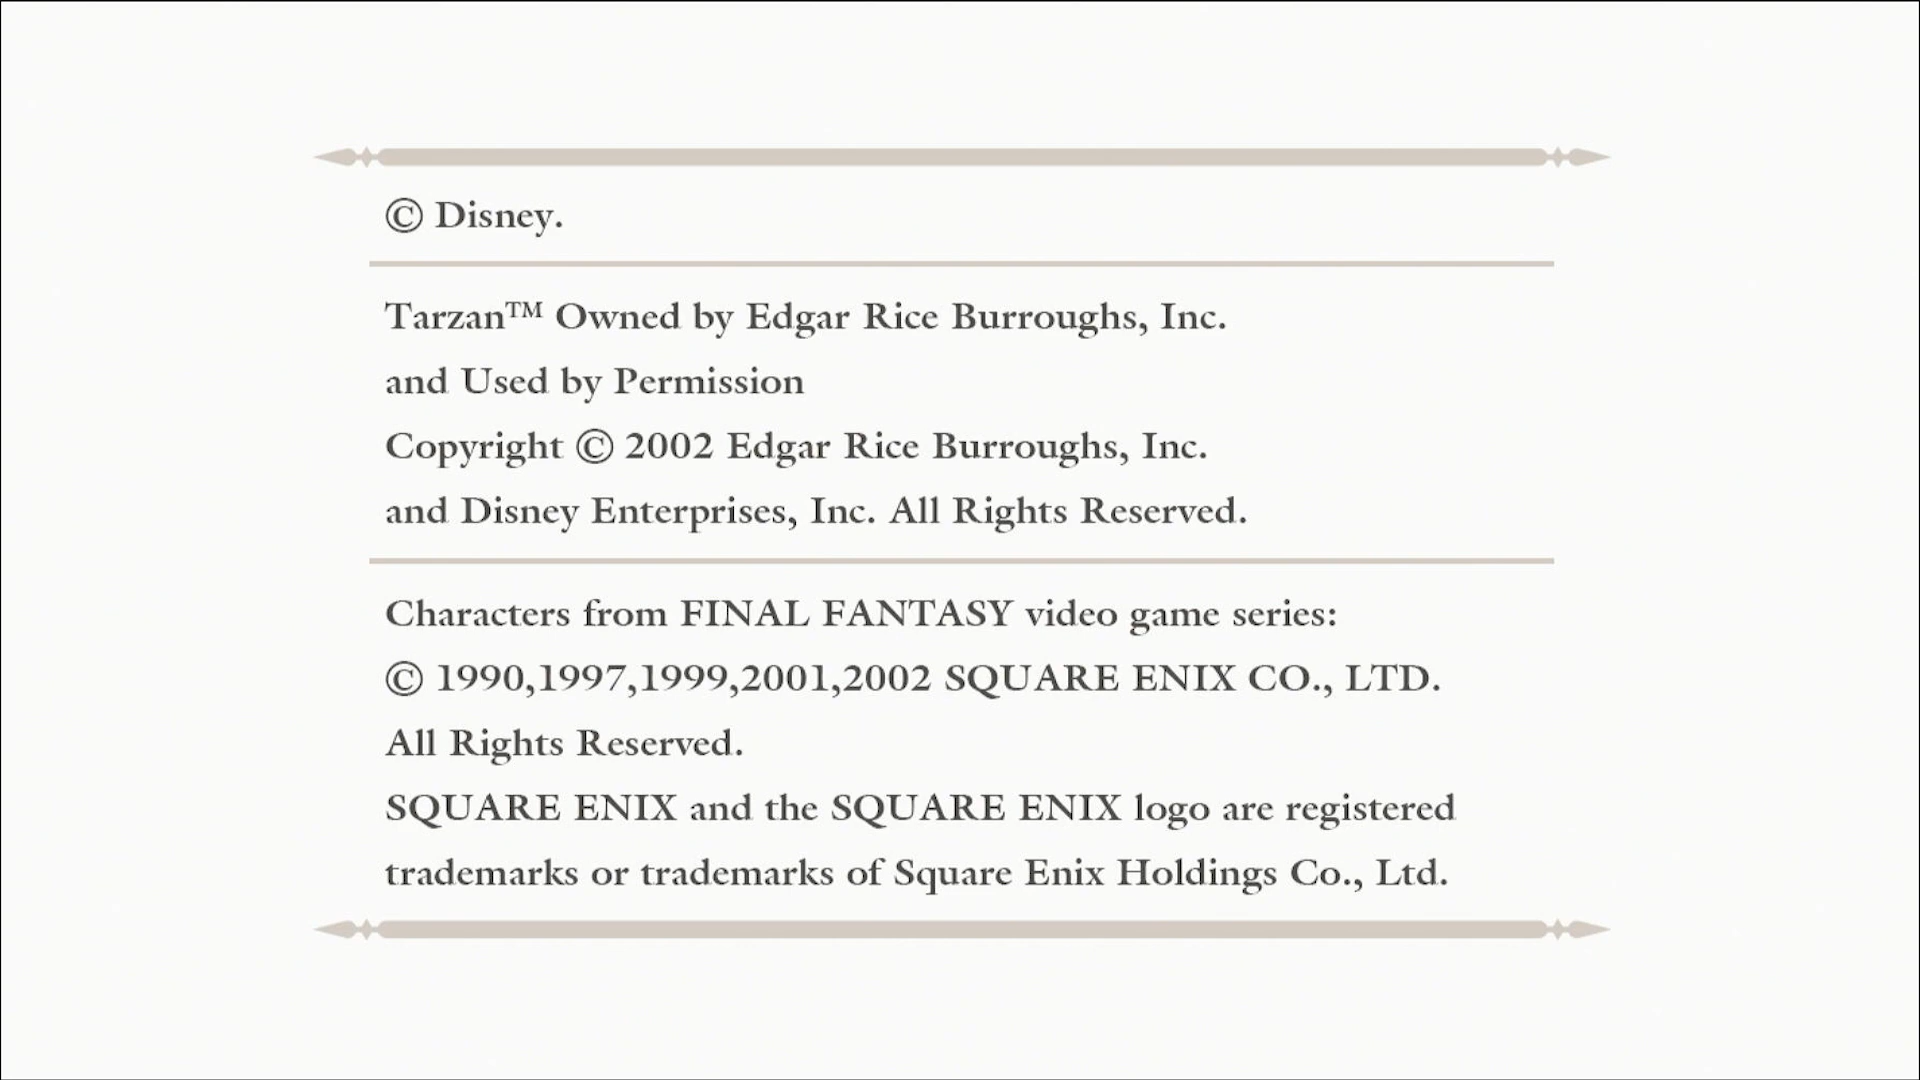 © Disney.
Tarzan™ Owned by Edgar Rice Burroughs, Inc.
and Used by Permission
Copyright © 2002 Edgar Rice Burroughs, Inc.
and Disney Enterprises, Inc. All Rights Reserved.
Characters from FINAL FANTASY video game series:
© 1990,1997,1999,2001,2002 SQUARE ENIX CO., LTD.
All Rights Reserved.
SQUARE ENIX and the SQUARE ENIX logo are registered
trademarks or trademarks of Square Enix Holdings Co., Ltd.